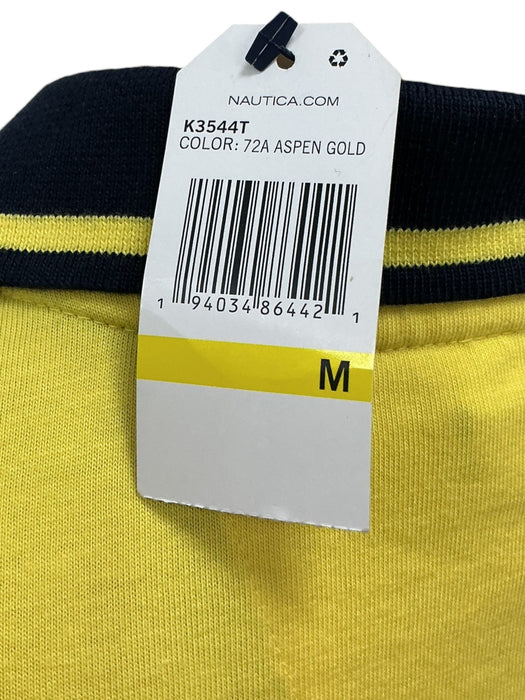 NAUTICA.COM
K3544T
COLOR: 72A ASPEN GOLD
1 94034 86442 1
M